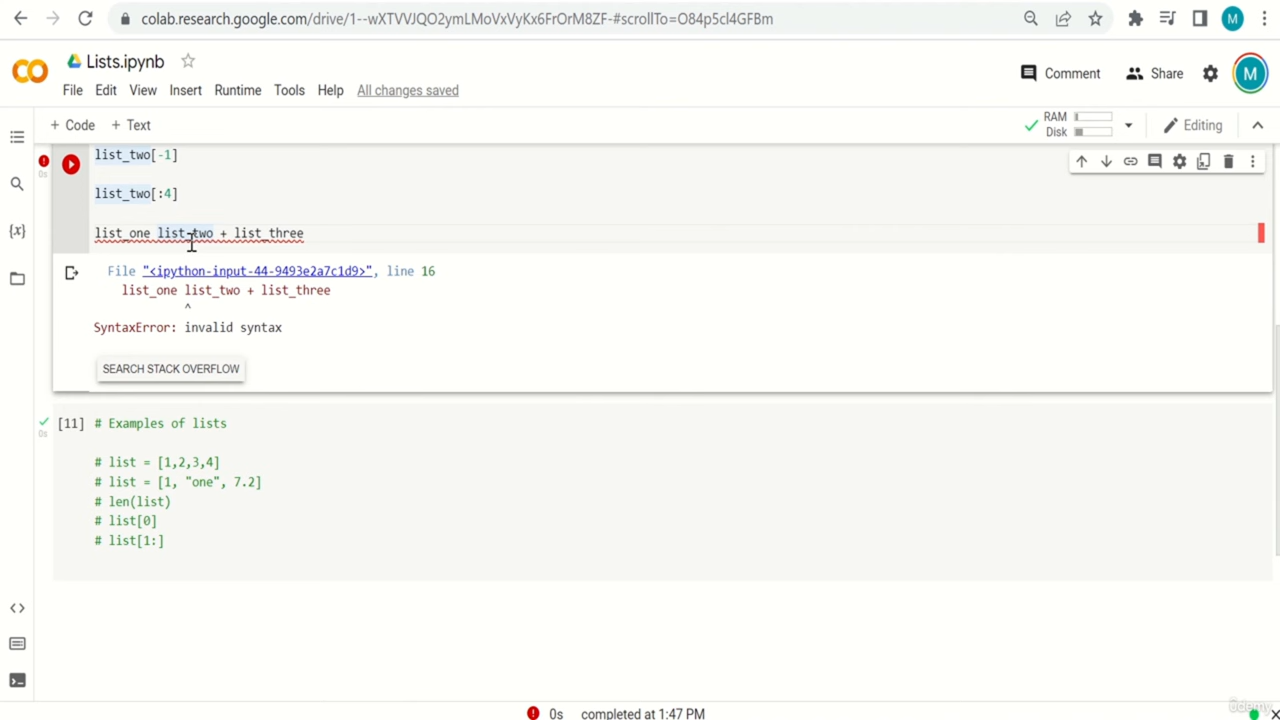 colab.research.google.com/drive/1--wXTVVJQO2ymLMoVxVyKx6FrOrM8ZF-#scrollTo=O84p5cl4GFBm
M
Lists.ipynb
Comment
Share
M
File Edit View Insert Runtime Tools Help All changes saved
+ Code + Text
RAM
Disk
Editing
list_two[-1]
0s
list_two[:4]
list_one list_two + list_three
File "<ipython-input-44-9493e2a7c1d9>", line 16
list_one list_two + list_three
^
SyntaxError: invalid syntax
SEARCH STACK OVERFLOW
[11] # Examples of lists
0s
# list = [1,2,3,4]
# list = [1, "one", 7.2]
# len(list)
# list[0]
# list[1:]
0s completed at 1:47 PM
ûdemy